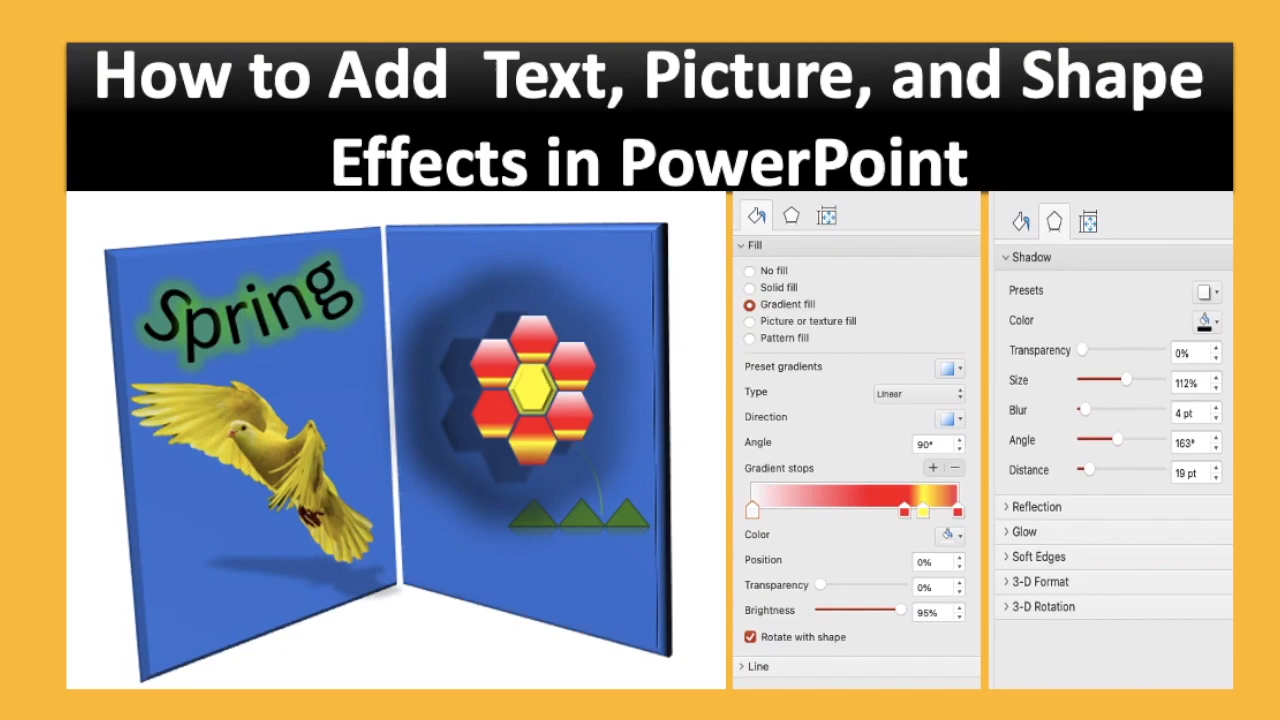 How to Add Text, Picture, and Shape
Effects in PowerPoint
Spring
Fill
No fill
Solid fill
Gradient fill
Picture or texture fill
Pattern fill
Preset gradients
Type Linear
Direction
Angle 90°
Gradient stops
Color
Position 0%
Transparency 0%
Brightness 95%
Rotate with shape
Line
Shadow
Presets
Color
Transparency 0%
Size 112%
Blur 4 pt
Angle 163°
Distance 19 pt
Reflection
Glow
Soft Edges
3-D Format
3-D Rotation